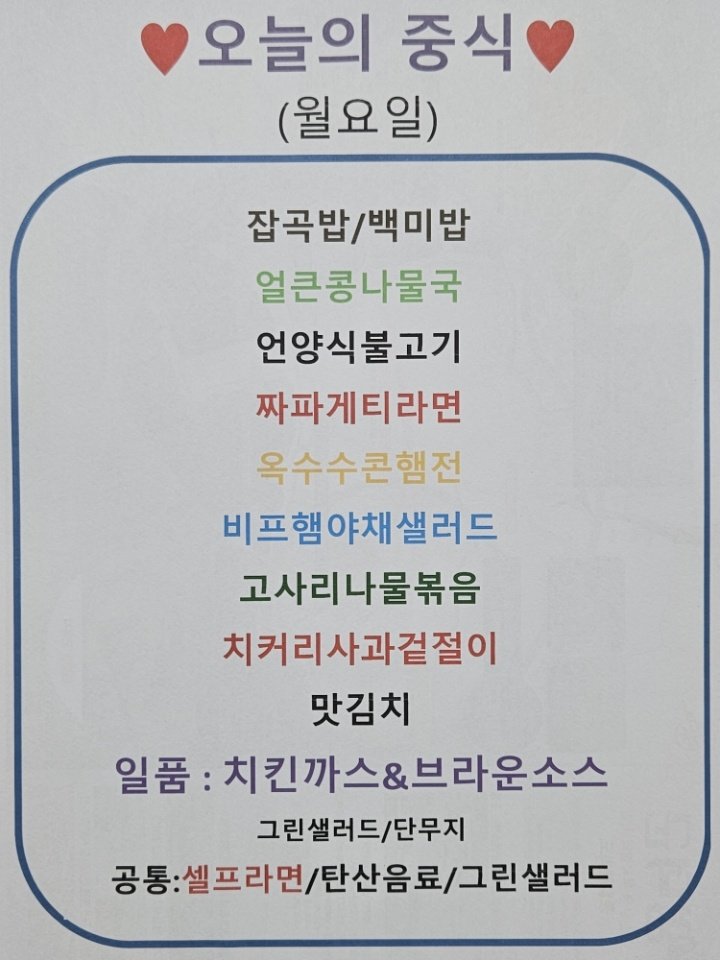 ♥오늘의 중식♥
(월요일)
잡곡밥/백미밥
얼큰콩나물국
언양식불고기
짜파게티라면
옥수수콘햄전
비프햄야채샐러드
고사리나물볶음
치커리사과겉절이
맛김치
일품 : 치킨까스&브라운소스
그린샐러드/단무지
공통:셀프라면/탄산음료/그린샐러드